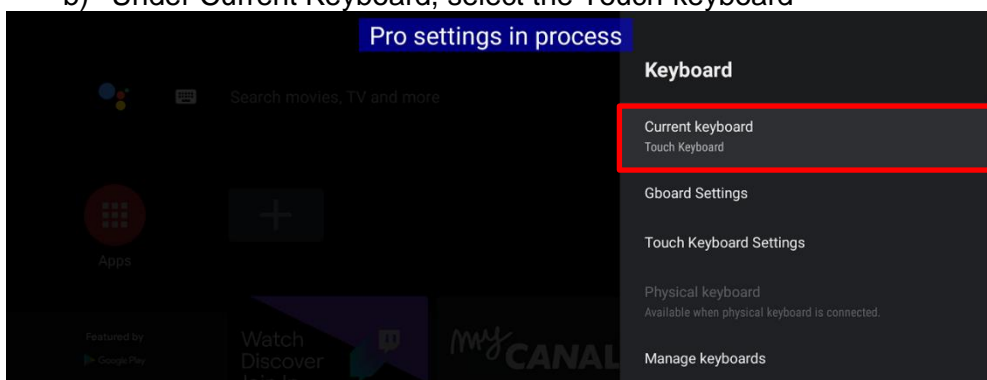 b) Under Current Keyboard, select the Touch keyboard
Pro settings in process
Keyboard
Search movies, TV and more
Current keyboard
Touch Keyboard
Gboard Settings
Touch Keyboard Settings
Apps
Physical keyboard
Available when physical keyboard is connected.
Featured by
Google Play
Watch
Discover
my
CANAL
Manage keyboards